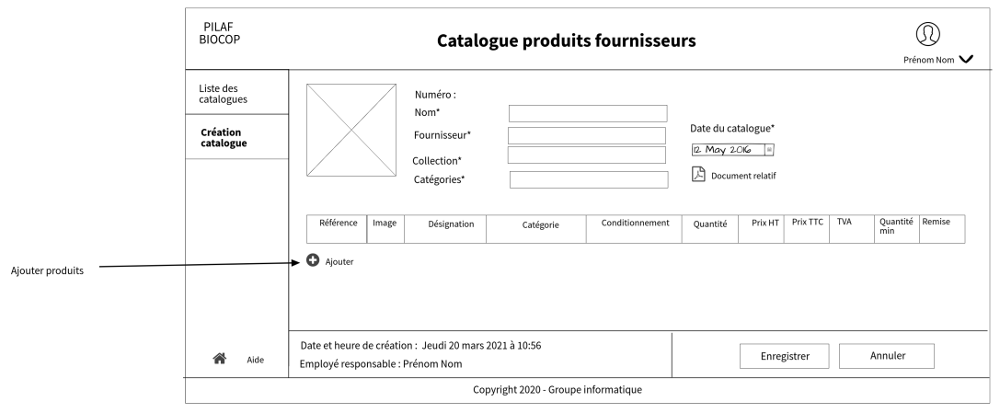 PILAF
BIOCOP
Catalogue produits fournisseurs
Prénom Nom
Liste des
catalogues
Création
catalogue
Numéro :
Nom*
Fournisseur*
Collection*
Catégories*
Date du catalogue*
12 May 2016
Document relatif
Référence Image Désignation Catégorie Conditionnement Quantité Prix HT Prix TTC TVA Quantité min Remise
Ajouter
Ajouter produits
Aide
Date et heure de création : Jeudi 20 mars 2021 à 10:56
Employé responsable : Prénom Nom
Enregistrer
Annuler
Copyright 2020 - Groupe informatique